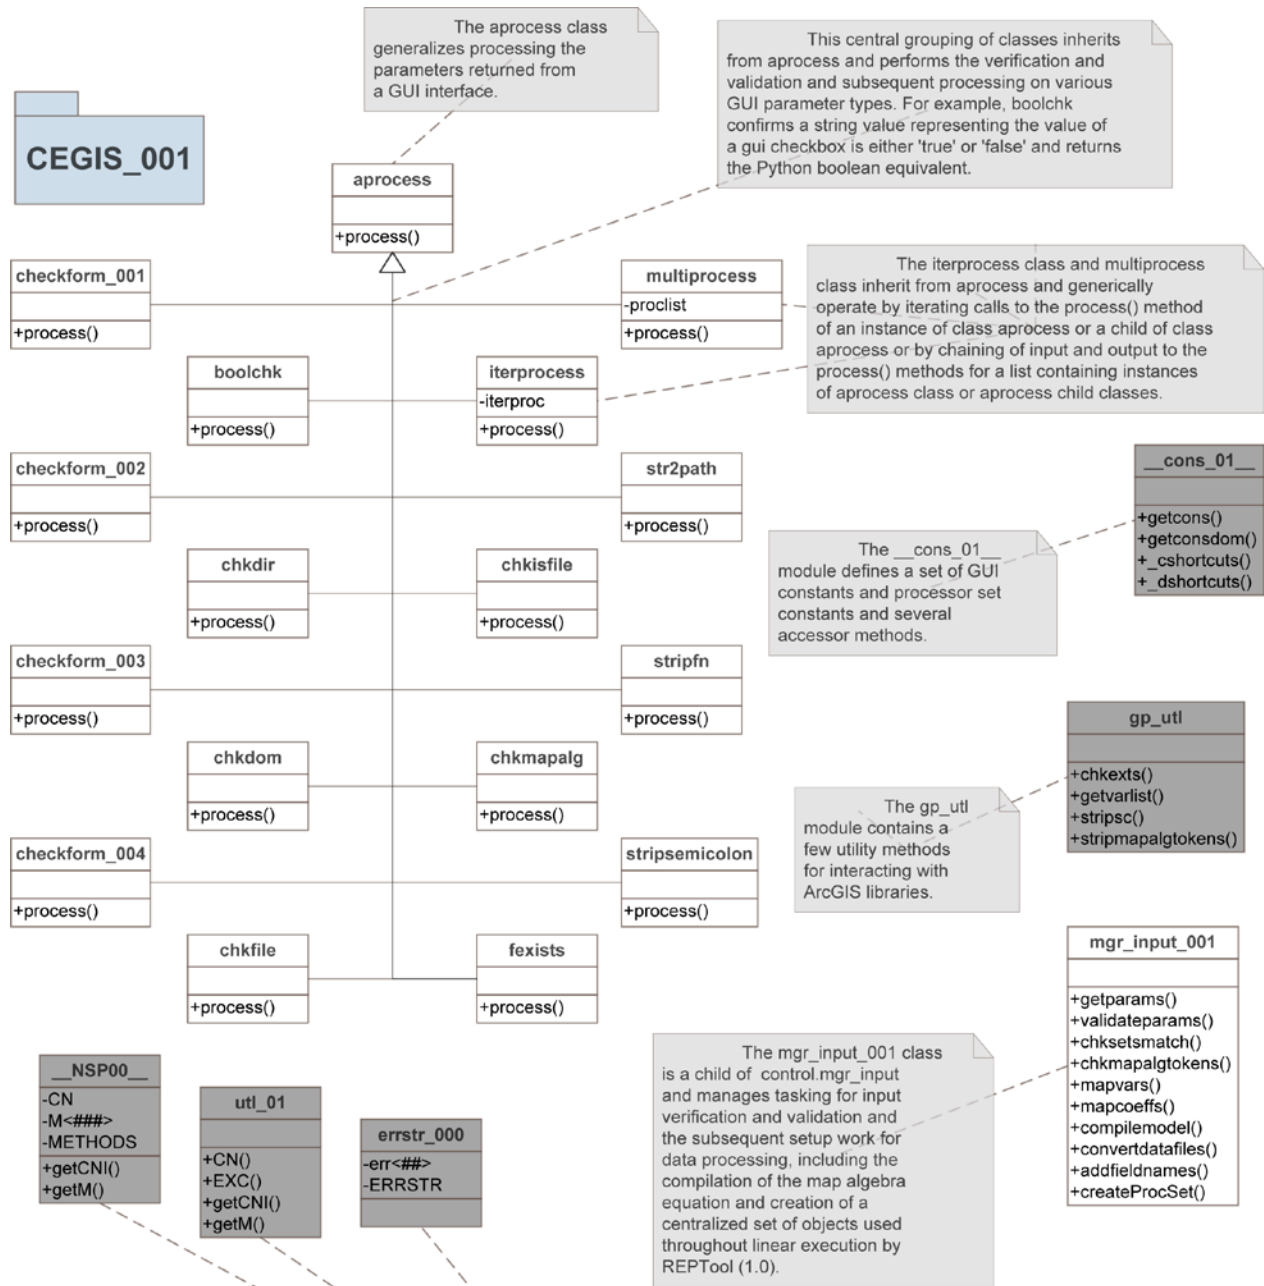 The aprocess class
generalizes processing the
parameters returned from
a GUI interface.
This central grouping of classes inherits
from aprocess and performs the verification and
validation and subsequent processing on various
GUI parameter types. For example, boolchk
confirms a string value representing the value of
a gui checkbox is either 'true' or 'false' and returns
the Python boolean equivalent.
CEGIS_001
aprocess
+process()
checkform_001
+process()
multiprocess
-proclist
+process()
The iterprocess class and multiprocess
class inherit from aprocess and generically
operate by iterating calls to the process() method
of an instance of class aprocess or a child of class
aprocess or by chaining of input and output to the
process() methods for a list containing instances
of aprocess class or aprocess child classes.
boolchk
+process()
iterprocess
-iterproc
+process()
checkform_002
+process()
str2path
+process()
__cons_01__
+getcons()
+getconsdom()
+_cshortcuts()
+_dshortcuts()
The __cons_01__
module defines a set of GUI
constants and processor set
constants and several
accessor methods.
chkdir
+process()
chkisfile
+process()
checkform_003
+process()
stripfn
+process()
gp_utl
+chkexts()
+getvarlist()
+stripsc()
+stripmapalgtokens()
chkdom
+process()
chkmapalg
+process()
The gp_utl
module contains a
few utility methods
for interacting with
ArcGIS libraries.
checkform_004
+process()
stripsemicolon
+process()
chkfile
+process()
fexists
+process()
mgr_input_001
+getparams()
+validateparams()
+chksetsmatch()
+chkmapalgtokens()
+mapvars()
+mapcoeffs()
+compilemodel()
+convertdatafiles()
+addfieldnames()
+createProcSet()
The mgr_input_001 class
is a child of control.mgr_input
and manages tasking for input
verification and validation and
the subsequent setup work for
data processing, including the
compilation of the map algebra
equation and creation of a
centralized set of objects used
throughout linear execution by
REPTool (1.0).
__NSP00__
-CN
-M<###>
-METHODS
+getCNI()
+getM()
utl_01
+CN()
+EXC()
+getCNI()
+getM()
errstr_000
-err<##>
-ERRSTR